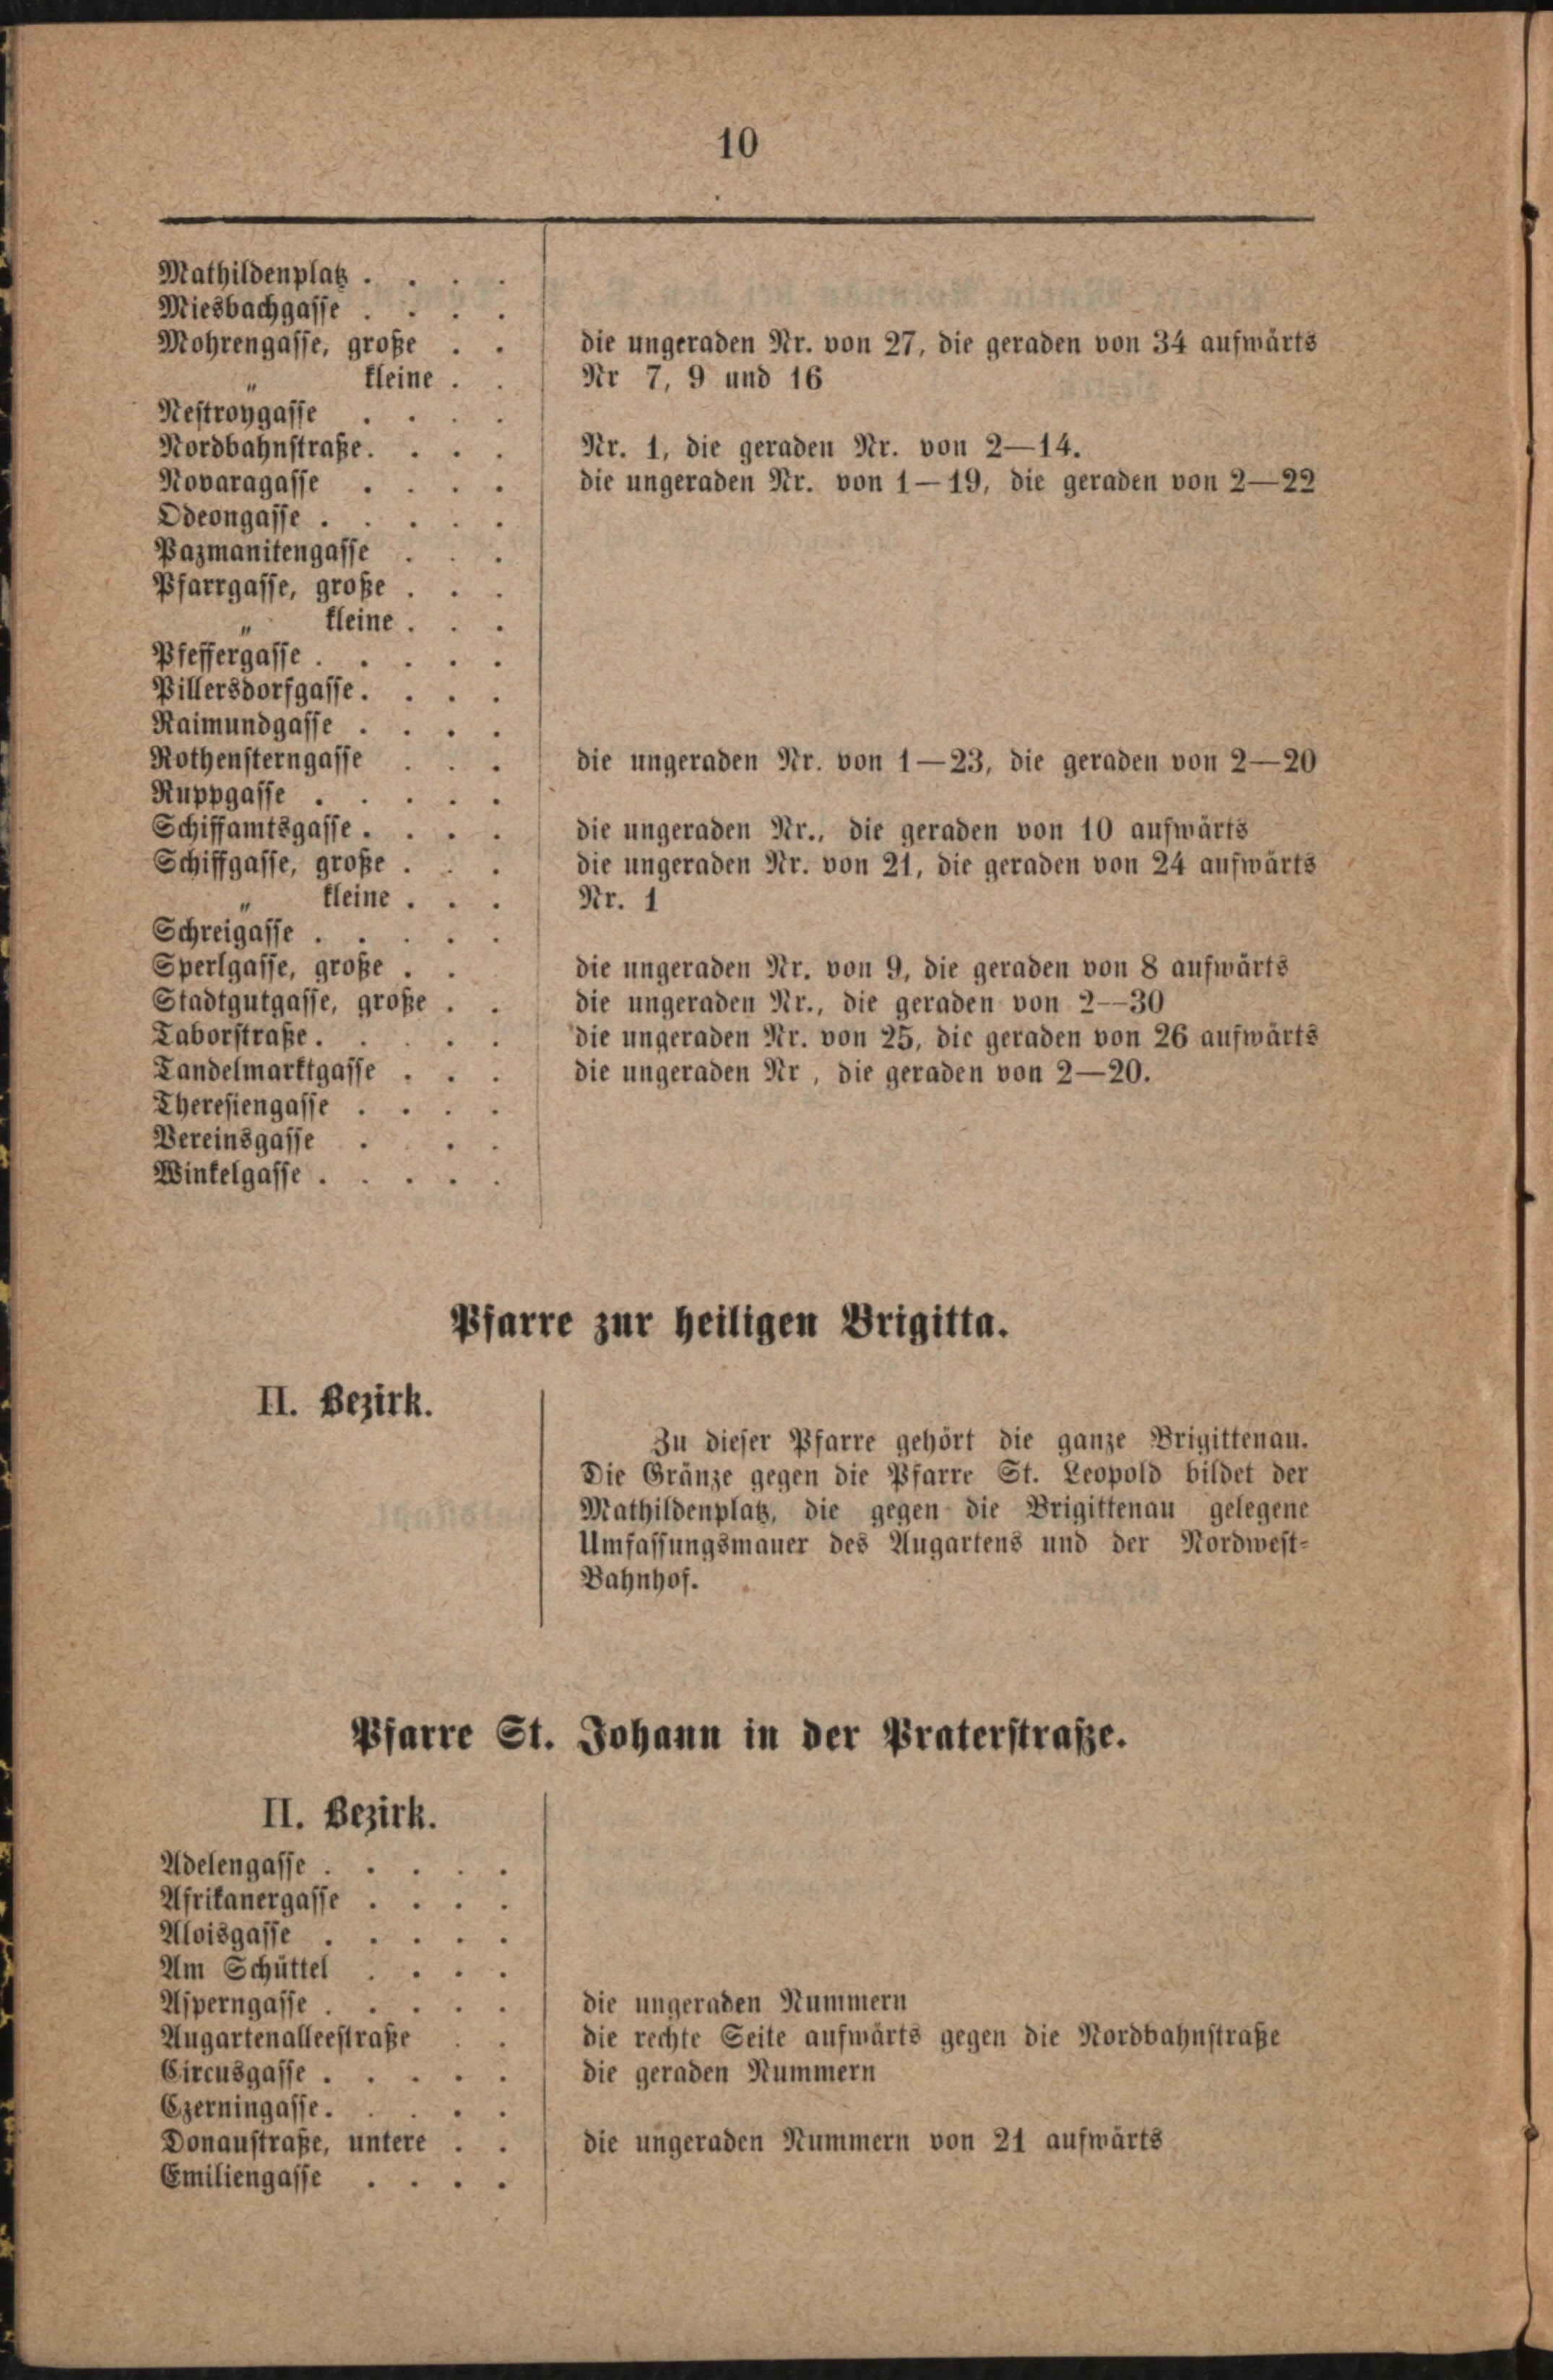 10
Mathildenplatz . . . .
Miesbachgasse . . . .
Mohrengasse, große . . die ungeraden Nr. von 27, die geraden von 34 aufwärts
„ kleine . . Nr 7, 9 und 16
Nestroygasse . . . .
Nordbahnstraße . . . . Nr. 1, die geraden Nr. von 2—14.
Novaragasse . . . . die ungeraden Nr. von 1—19, die geraden von 2—22
Odeongasse . . . . .
Pazmanitengasse . . .
Pfarrgasse, große . . .
„ kleine . . .
Pfeffergasse . . . . .
Pillersdorfgasse . . . .
Raimundgasse . . . .
Rothensterngasse . . . die ungeraden Nr. von 1—23, die geraden von 2—20
Ruppgasse . . . . .
Schiffamtsgasse . . . . die ungeraden Nr., die geraden von 10 aufwärts
Schiffgasse, große . . . die ungeraden Nr. von 21, die geraden von 24 aufwärts
„ kleine . . . Nr. 1
Schreigasse . . . . .
Sperlgasse, große . . die ungeraden Nr. von 9, die geraden von 8 aufwärts
Stadtgutgasse, große . . die ungeraden Nr., die geraden von 2—30
Taborstraße . . . . . die ungeraden Nr. von 25, die geraden von 26 aufwärts
Tandelmarktgasse . . . die ungeraden Nr , die geraden von 2—20.
Theresiengasse . . . .
Vereinsgasse . . .
Winkelgasse . . . . .
Pfarre zur heiligen Brigitta.
II. Bezirk.
Zu dieser Pfarre gehört die ganze Brigittenau.
Die Gränze gegen die Pfarre St. Leopold bildet der
Mathildenplatz, die gegen die Brigittenau gelegene
Umfassungsmauer des Augartens und der Nordwest-
Bahnhof.
Pfarre St. Johann in der Praterstraße.
II. Bezirk.
Adelengasse . . . . .
Afrikanergasse . . . .
Aloisgasse . . . . .
Am Schüttel . . . .
Asperngasse . . . . . die ungeraden Nummern
Augartenalleestraße . . die rechte Seite aufwärts gegen die Nordbahnstraße
Circusgasse . . . . . die geraden Nummern
Czerningasse . . . . .
Donaustraße, untere . . die ungeraden Nummern von 21 aufwärts
Emiliengasse . . . .